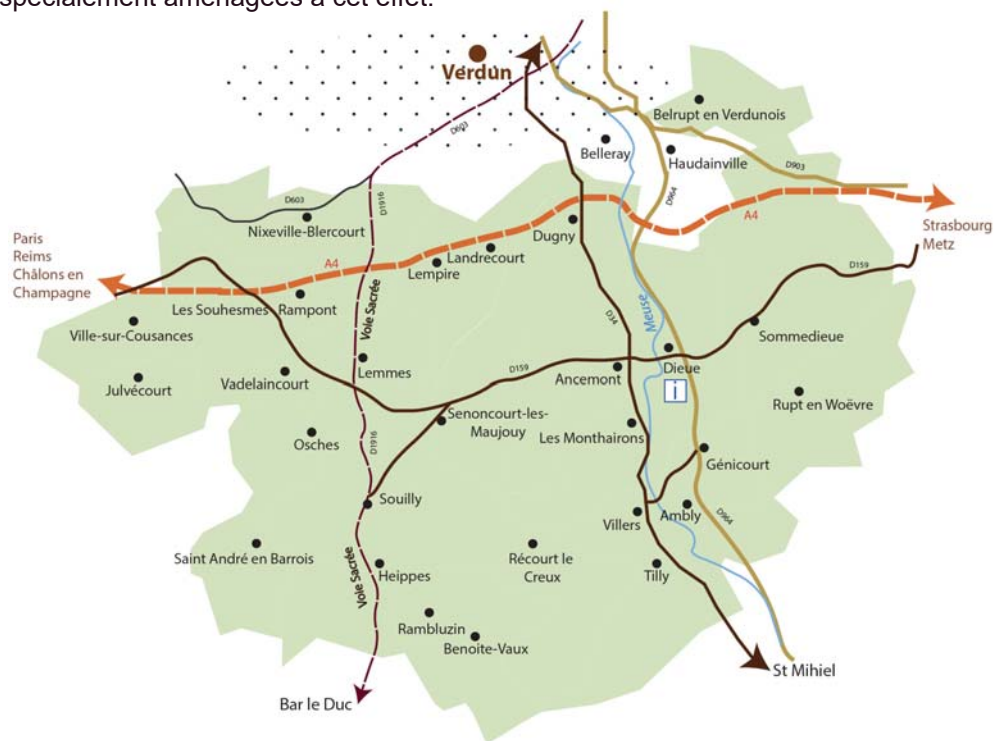 spécialement aménagées à cet effet.
Verdun
Belrupt en Verdunois
D603
Belleray
Haudainville
D903
D603
D1916
D964
Nixeville-Blercourt
Dugny
A4
Strasbourg
Metz
Paris
Reims
Châlons en
Champagne
A4
Landrecourt
Lempire
D159
Les Souhesmes
Rampont
Voie Sacrée
Meuse
D34
Ville-sur-Cousances
Sommedieue
Lemmes
D159
Dieue
Ancemont
Julvécourt
Vadelaincourt
i
Rupt en Woëvre
Senoncourt-les-
Maujouy
Les Monthairons
Osches
D1916
Génicourt
Souilly
Villers
Ambly
D964
Saint André en Barrois
Voie Sacrée
Heippes
Récourt le
Creux
Tilly
Rambluzin
Benoite-Vaux
St Mihiel
Bar le Duc